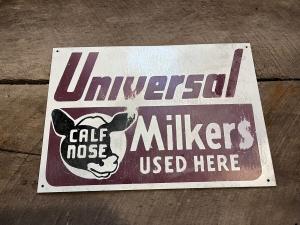 Universal
CALF
NOSE
Milkers
USED HERE